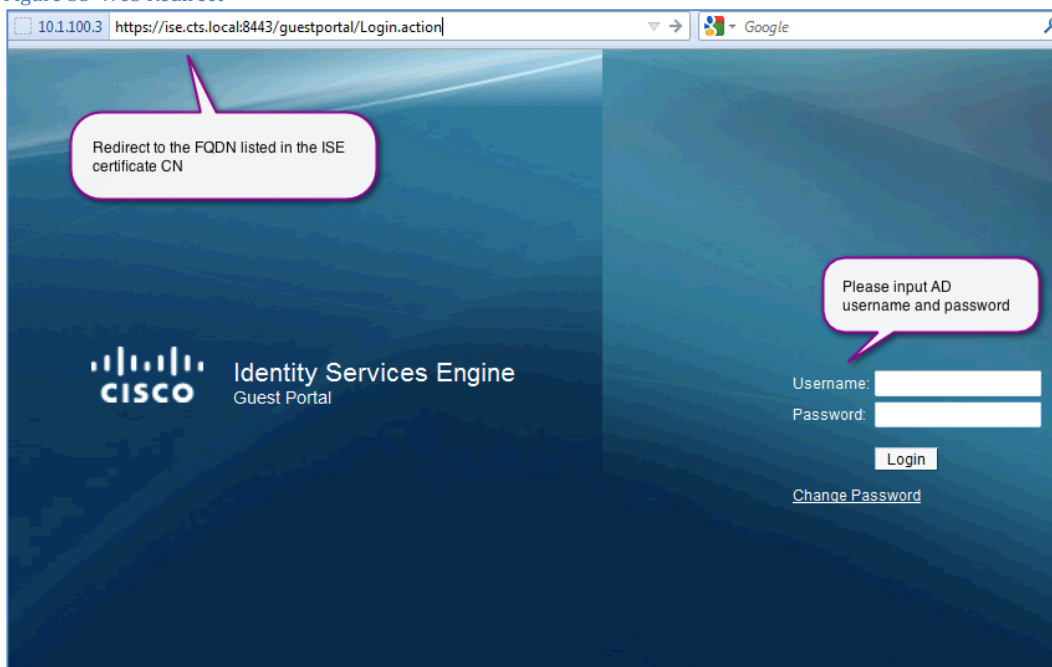 10.1.100.3 https://ise.cts.local:8443/guestportal/Login.action Google
Redirect to the FQDN listed in the ISE
certificate CN
Please input AD
username and password
CISCO
Identity Services Engine
Guest Portal
Username:
Password:
Login
Change Password